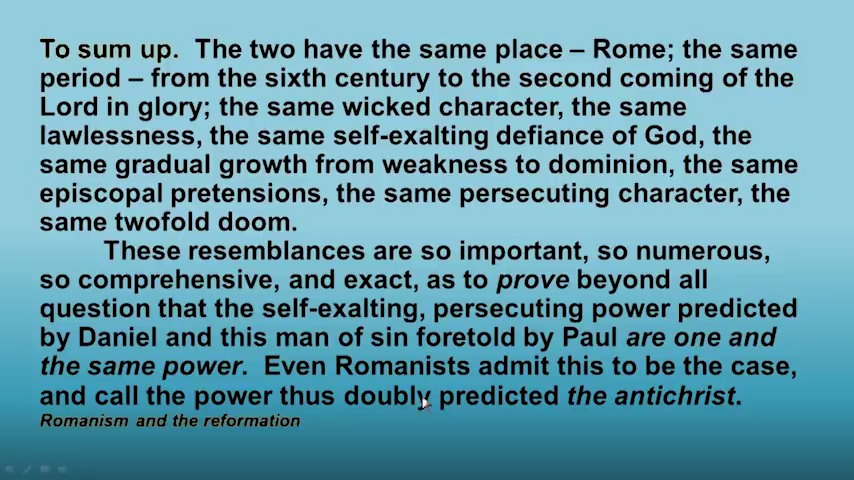 To sum up.  The two have the same place – Rome; the same
period – from the sixth century to the second coming of the
Lord in glory; the same wicked character, the same
lawlessness, the same self-exalting defiance of God, the
same gradual growth from weakness to dominion, the same
episcopal pretensions, the same persecuting character, the
same twofold doom.
These resemblances are so important, so numerous,
so comprehensive, and exact, as to prove beyond all
question that the self-exalting, persecuting power predicted
by Daniel and this man of sin foretold by Paul are one and
the same power.  Even Romanists admit this to be the case,
and call the power thus doubly predicted the antichrist.
Romanism and the reformation